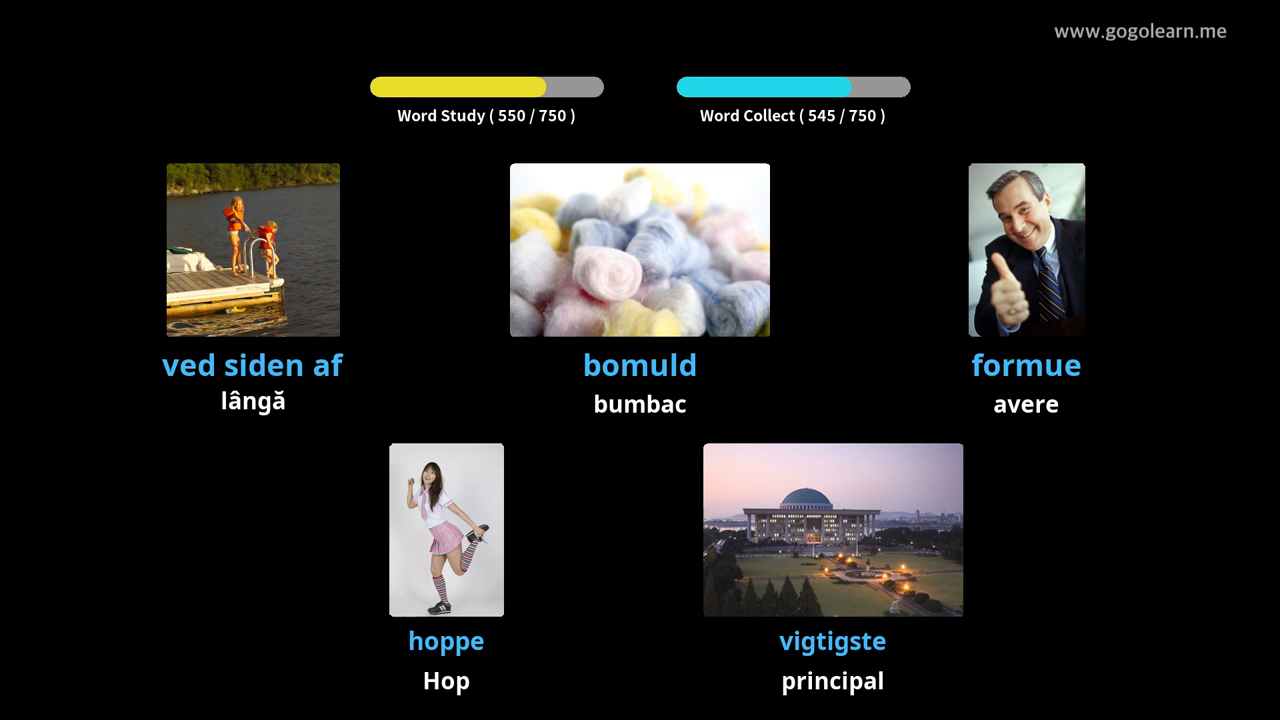 www.gogolearn.me
Word Study ( 550 / 750 )
Word Collect ( 545 / 750 )
ved siden af
lângă
bomuld
bumbac
formue
avere
hoppe
Hop
vigtigste
principal